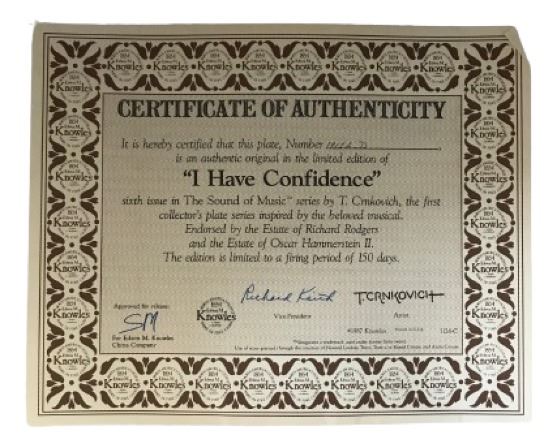 CERTIFICATE OF AUTHENTICITY
It is hereby certified that this plate, Number
is an authentic original in the limited edition of
"I Have Confidence"
sixth issue in The Sound of Music™ series by T. Crnkovich, the first
collector's plate series inspired by the beloved musical.
Endorsed by the Estate of Richard Rodgers
and the Estate of Oscar Hammerstein II.
The edition is limited to a firing period of 150 days.
Richard Keith
T.CRNKOVICH
Approved for release:
Vice-President
Artist
SM
Knowles
For Edwin M. Knowles
China Company
©1987 Knowles